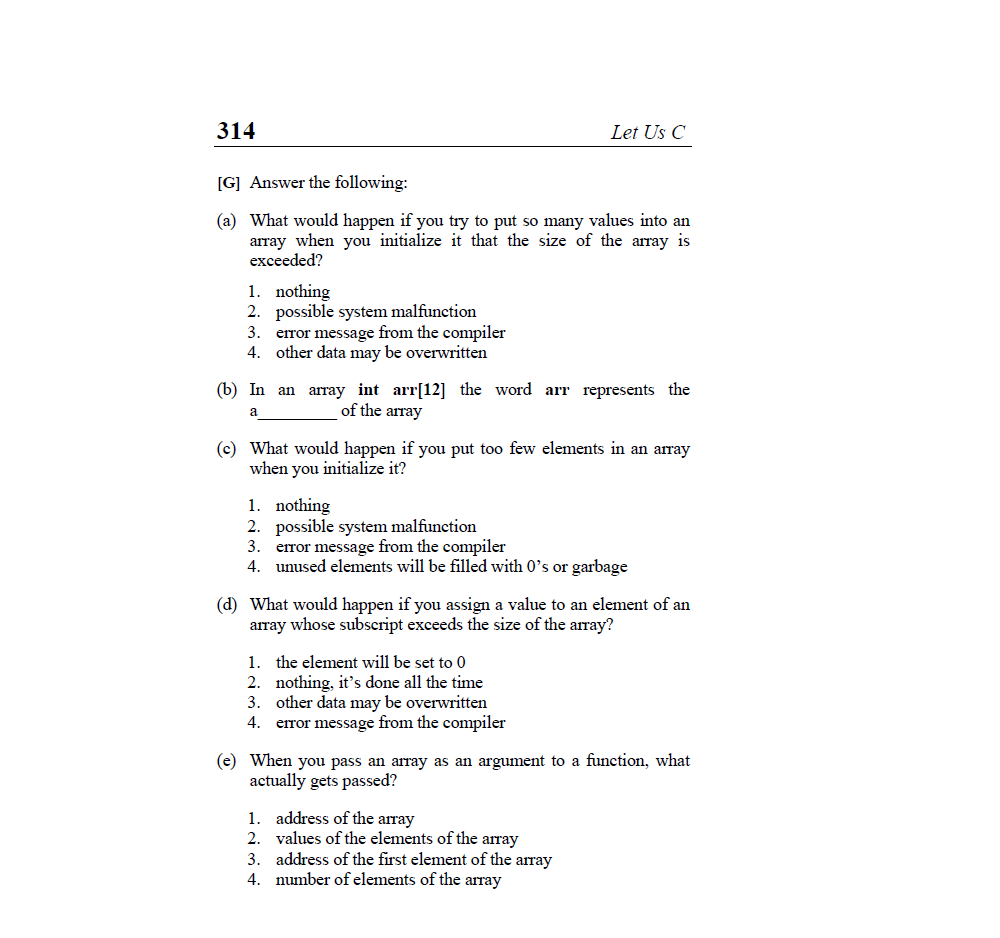 314 Let Us C
[G] Answer the following:
(a) What would happen if you try to put so many values into an
array when you initialize it that the size of the array is
exceeded?
1. nothing
2. possible system malfunction
3. error message from the compiler
4. other data may be overwritten
(b) In an array int arr[12] the word arr represents the
a__________ of the array
(c) What would happen if you put too few elements in an array
when you initialize it?
1. nothing
2. possible system malfunction
3. error message from the compiler
4. unused elements will be filled with 0’s or garbage
(d) What would happen if you assign a value to an element of an
array whose subscript exceeds the size of the array?
1. the element will be set to 0
2. nothing, it’s done all the time
3. other data may be overwritten
4. error message from the compiler
(e) When you pass an array as an argument to a function, what
actually gets passed?
1. address of the array
2. values of the elements of the array
3. address of the first element of the array
4. number of elements of the array